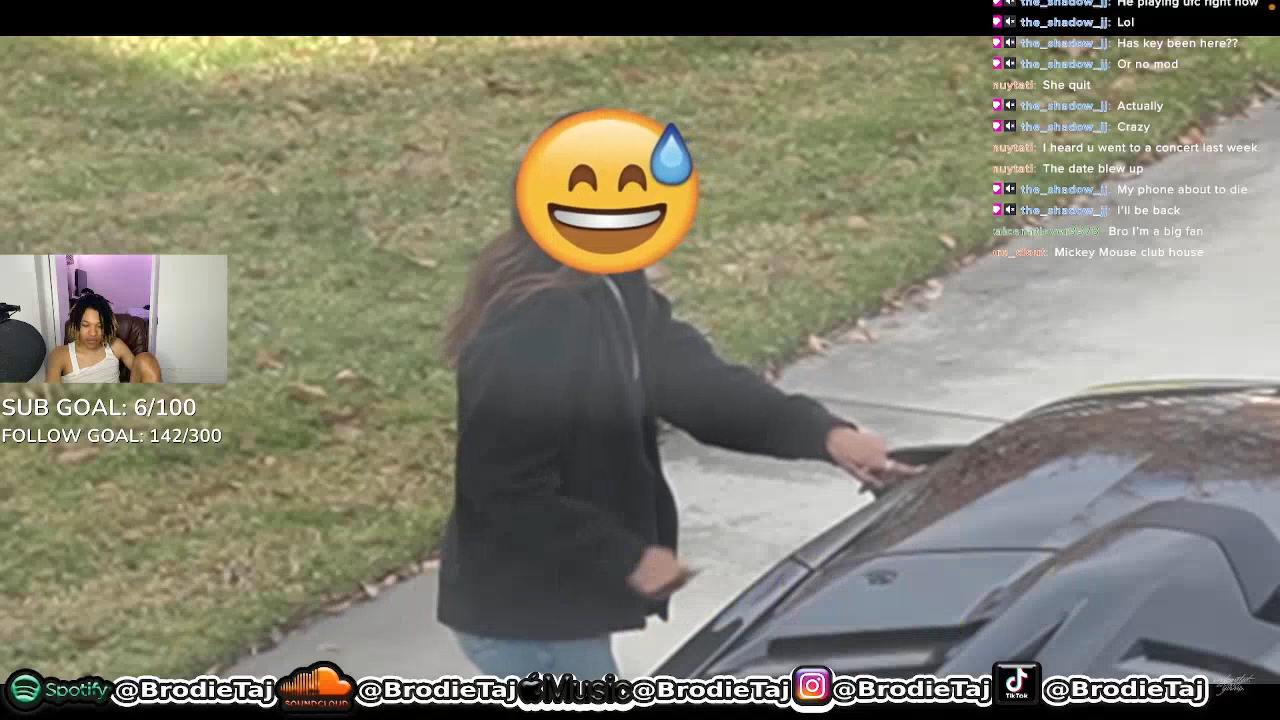 the_shadow_jj: He playing ufc right now
the_shadow_jj: Lol
the_shadow_jj: Has key been here??
the_shadow_jj: Or no mod
nuytati: She quit
the_shadow_jj: Actually
the_shadow_jj: Crazy
nuytati: I heard u went to a concert last week
nuytati: The date blew up
the_shadow_jj: My phone about to die
the_shadow_jj: I'll be back
Bro I'm a big fan
Mickey Mouse club house
SUB GOAL: 6/100
FOLLOW GOAL: 142/300
Spotify @BrodieTaj SOUNDCLOUD @BrodieTaj Music @BrodieTaj @BrodieTaj TikTok @BrodieTaj